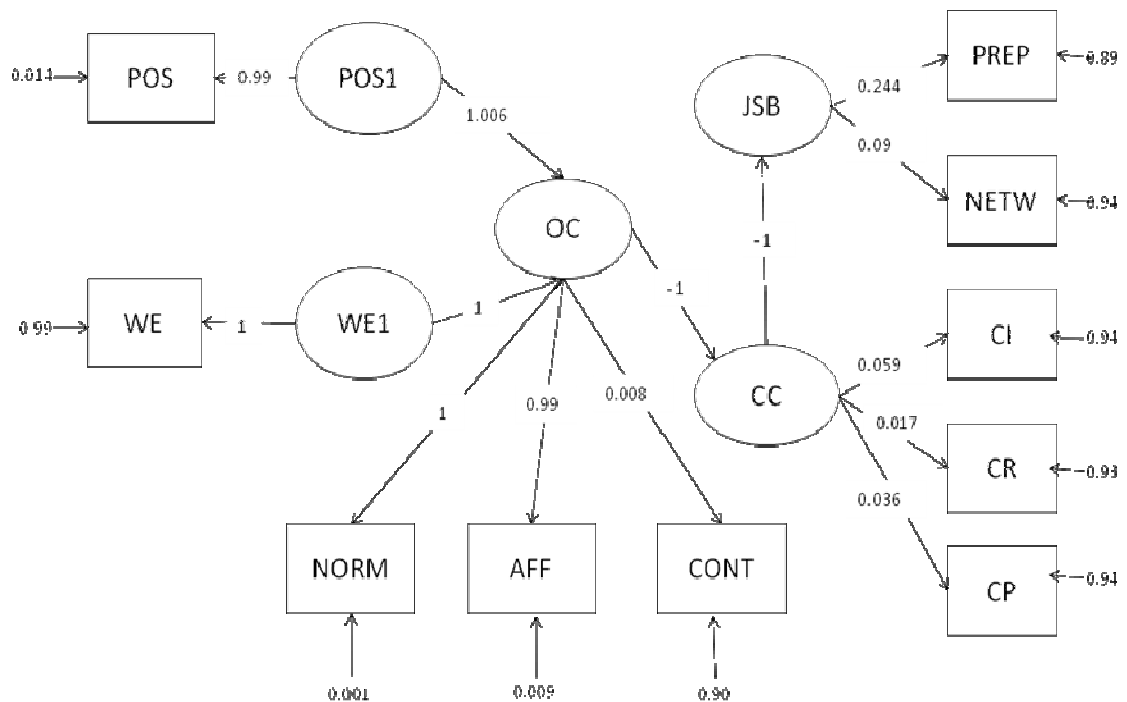 PREP
0.89
0.014
POS
0.99
POS1
JSB
0.244
1.006
0.09
NETW
0.94
OC
-1
0.99
WE
1
WE1
1
-1
CI
0.94
0.059
CC
1
0.99
0.008
0.017
CR
0.93
0.036
NORM
AFF
CONT
CP
0.94
0.001
0.009
0.90